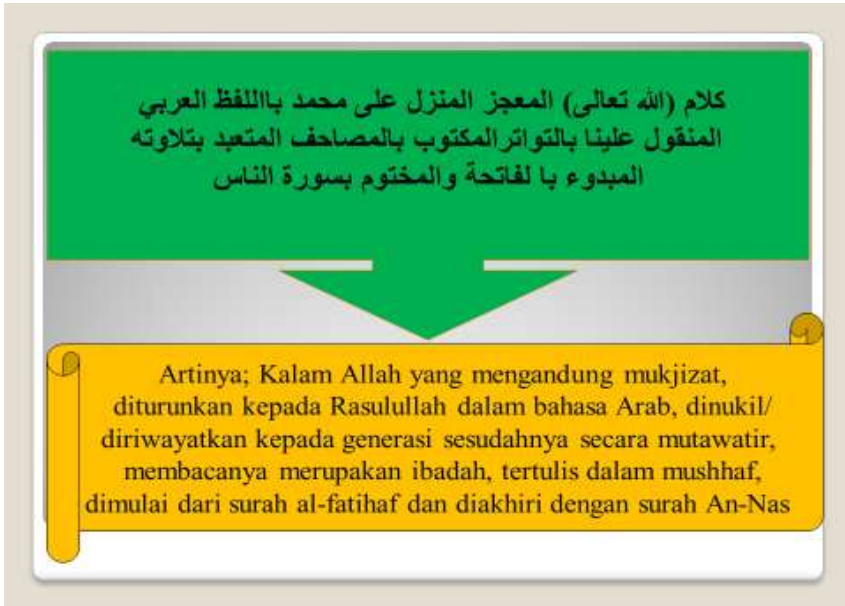 كلام (الله تعالى) المعجز المنزل على محمد بااللفظ العربي
المنقول علينا بالتواترالمكتوب بالمصاحف المتعبد بتلاوته
المبدوء با لفاتحة والمختوم بسورة الناس
Artinya; Kalam Allah yang mengandung mukjizat,
diturunkan kepada Rasulullah dalam bahasa Arab, dinukil/
diriwayatkan kepada generasi sesudahnya secara mutawatir,
membacanya merupakan ibadah, tertulis dalam mushhaf,
dimulai dari surah al-fatihaf dan diakhiri dengan surah An-Nas